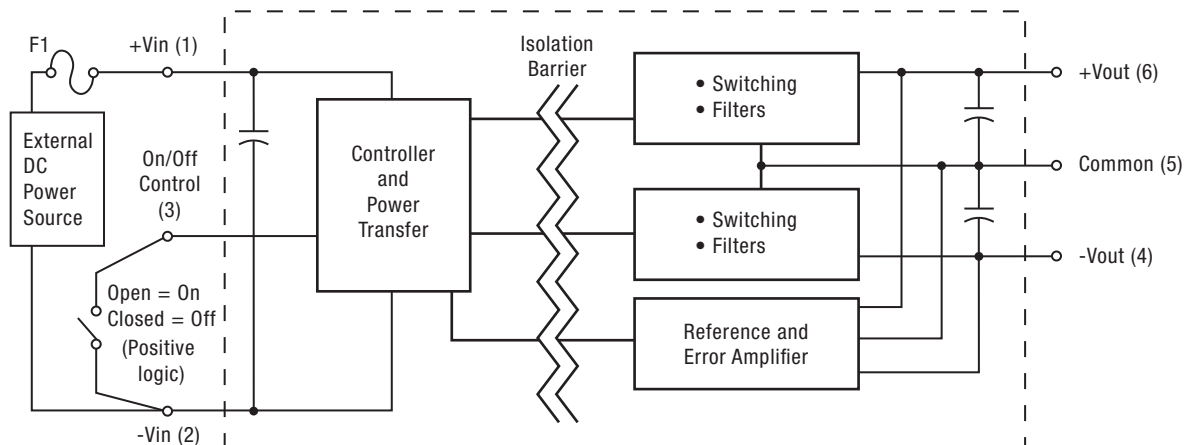 F1
+Vin (1)
External
DC
Power
Source
On/Off
Control
(3)
Open = On
Closed = Off
(Positive
logic)
-Vin (2)
Controller
and
Power
Transfer
Isolation
Barrier
• Switching
• Filters
• Switching
• Filters
Reference and
Error Amplifier
+Vout (6)
Common (5)
-Vout (4)